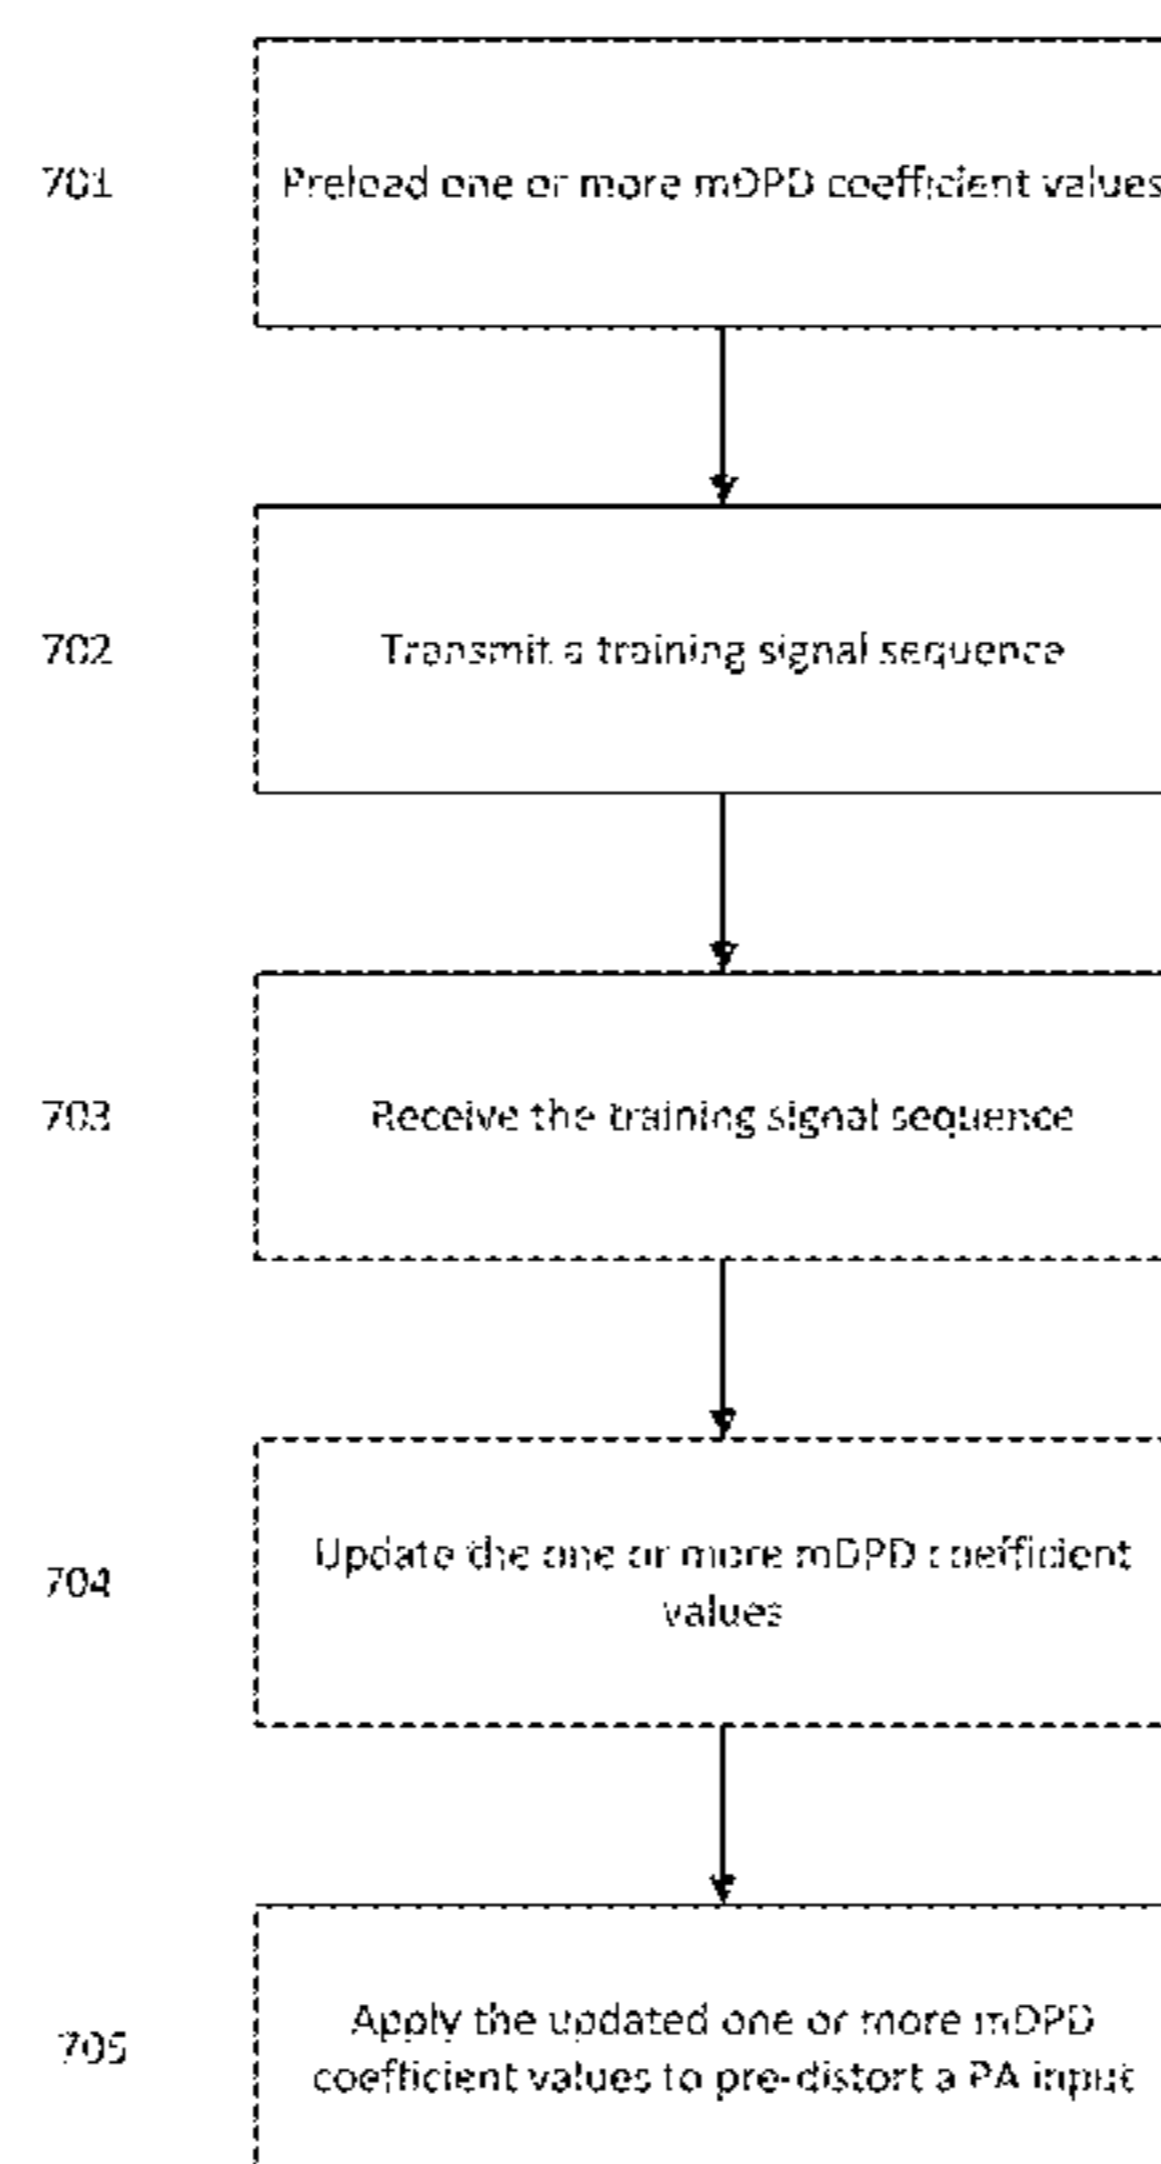 701
Preload one or more mDPD coefficient values
702
Transmit a training signal sequence
703
Receive the training signal sequence
704
Update the one or more mDPD coefficient
values
705
Apply the updated one or more mDPD
coefficient values to pre-distort a PA input